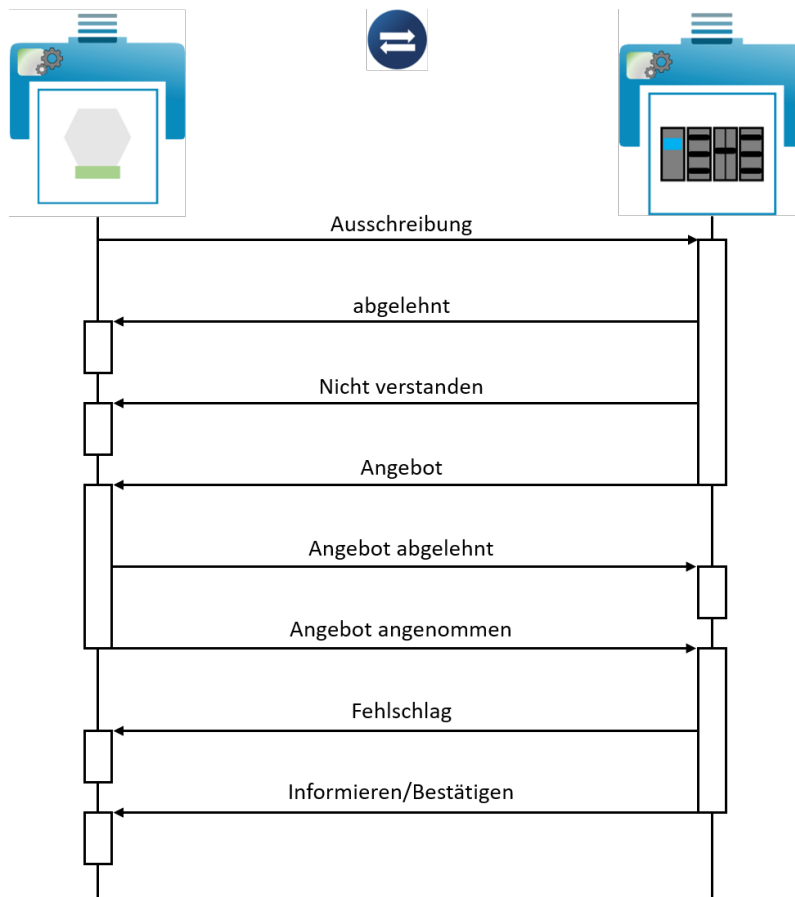 Ausschreibung
abgelehnt
Nicht verstanden
Angebot
Angebot abgelehnt
Angebot angenommen
Fehlschlag
Informieren/Bestätigen